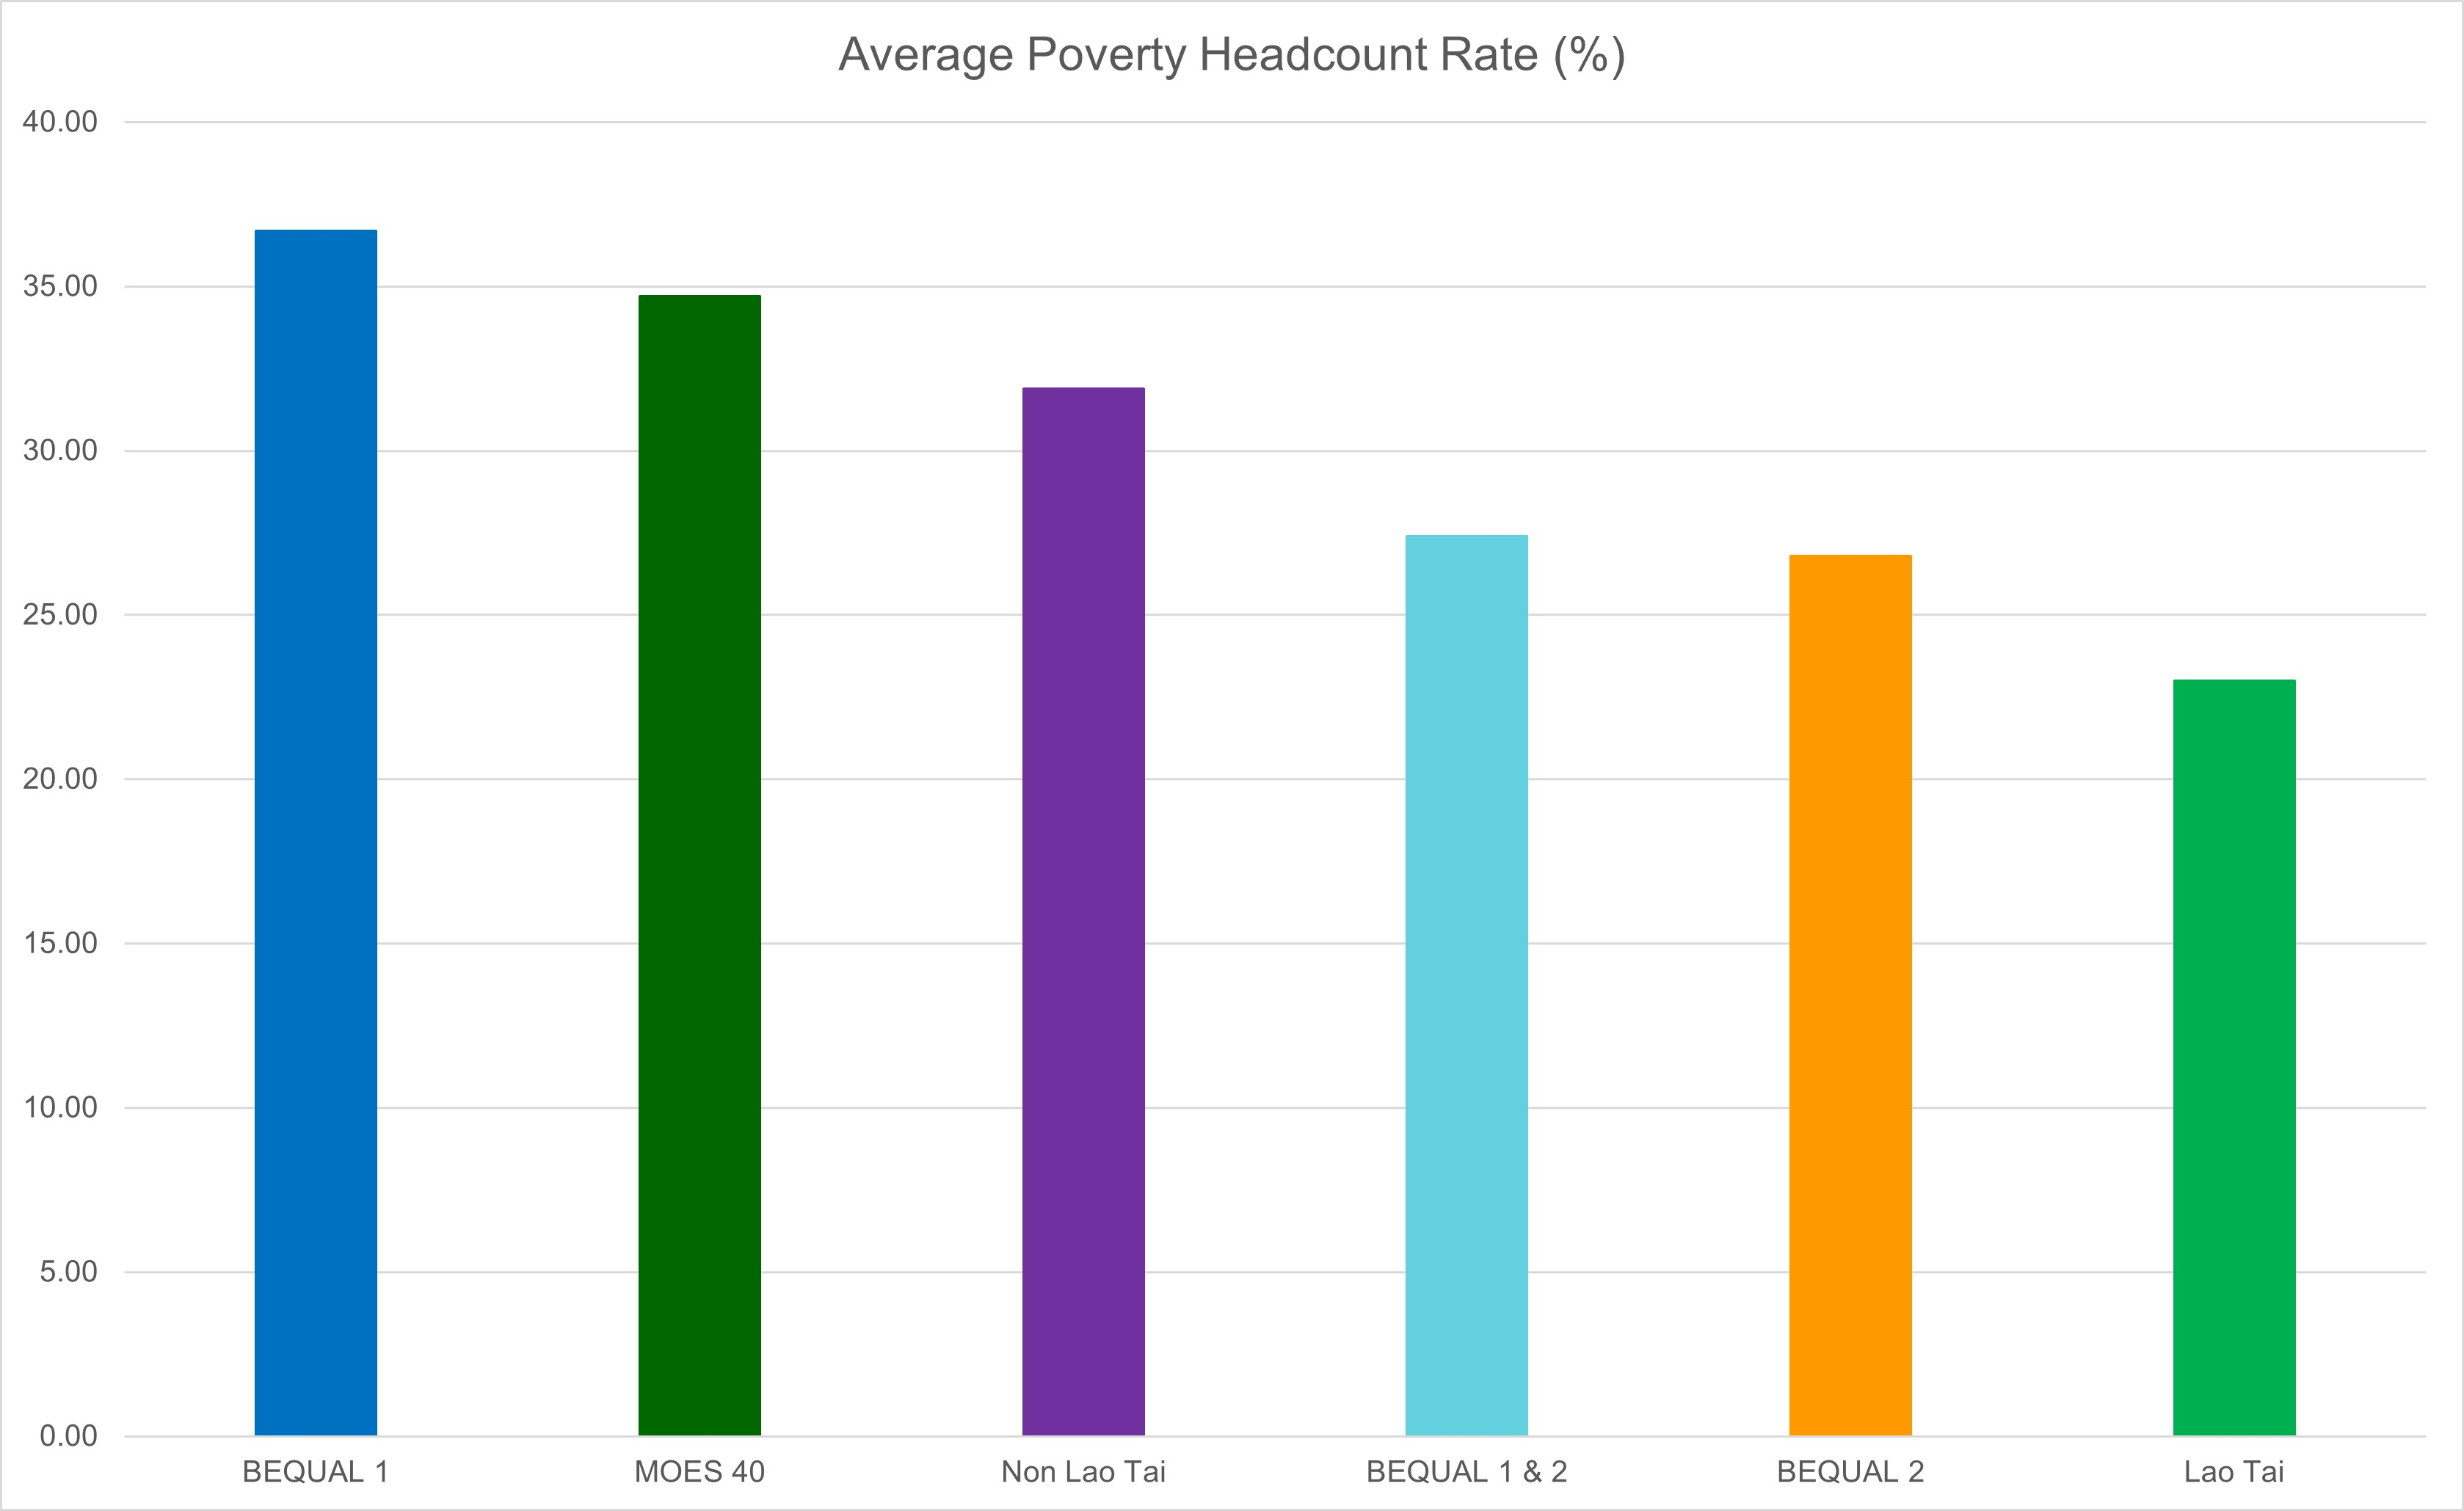 Average Poverty Headcount Rate (%)
40.00
35.00
30.00
25.00
20.00
15.00
10.00
5.00
0.00
BEQUAL 1
MOES 40
Non Lao Tai
BEQUAL 1 & 2
BEQUAL 2
Lao Tai